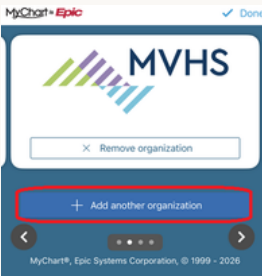 MyChart Epic
Done
MVHS
× Remove organization
+ Add another organization
MyChart®, Epic Systems Corporation, © 1999 - 2026